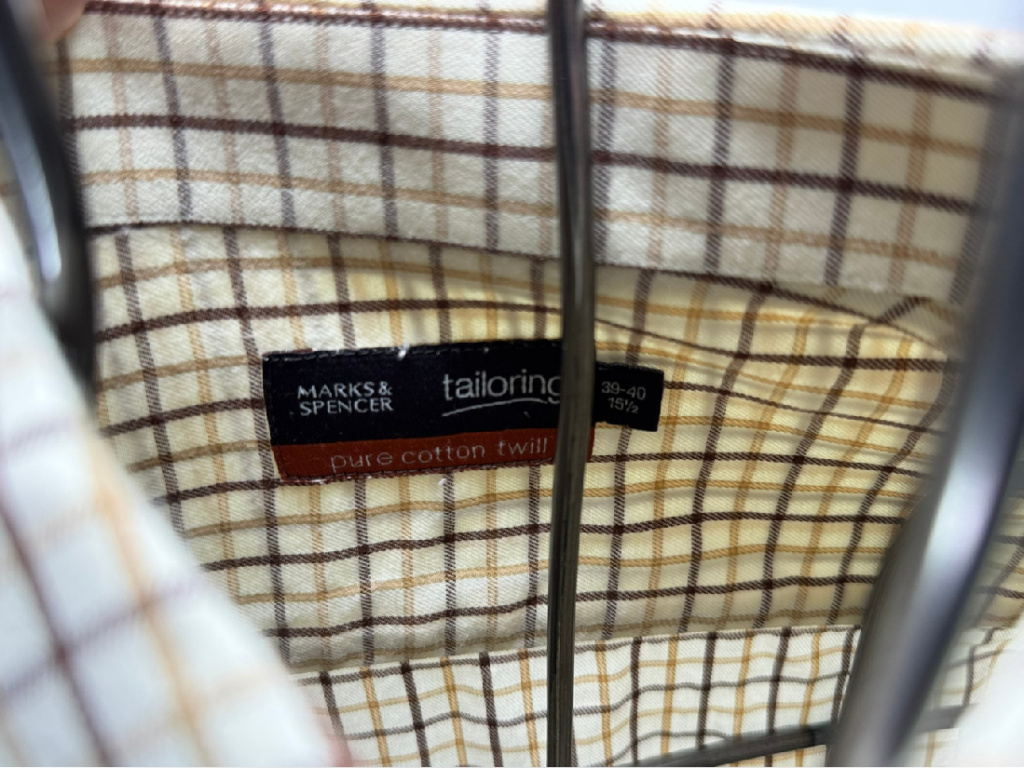 MARKS &
SPENCER
tailoring
39-40
15½
pure cotton twill